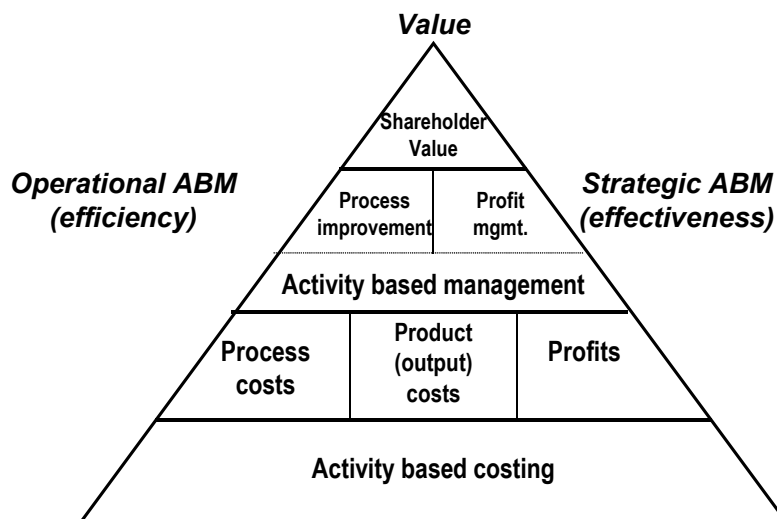 Value
Shareholder
Value
Operational ABM
(efficiency)
Strategic ABM
(effectiveness)
Process
improvement
Profit
mgmt.
Activity based management
Process
costs
Product
(output)
costs
Profits
Activity based costing